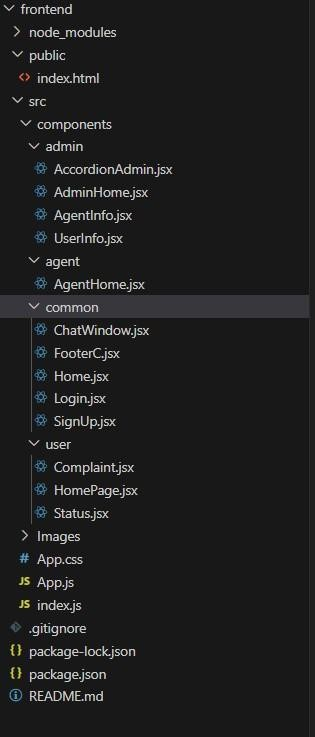 frontend
node_modules
public
<> index.html
src
components
admin
AccordionAdmin.jsx
AdminHome.jsx
AgentInfo.jsx
UserInfo.jsx
agent
AgentHome.jsx
common
ChatWindow.jsx
FooterC.jsx
Home.jsx
Login.jsx
SignUp.jsx
user
Complaint.jsx
HomePage.jsx
Status.jsx
Images
# App.css
JS App.js
JS index.js
.gitignore
{} package-lock.json
{} package.json
README.md